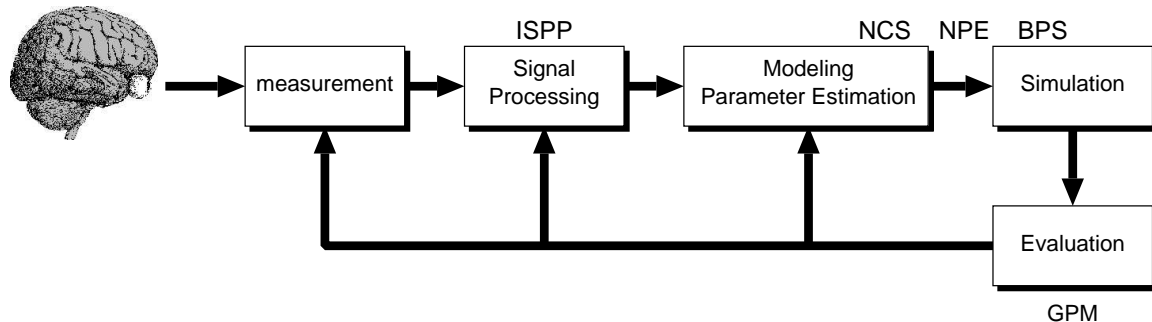 ISPP
NCS NPE BPS
measurement
Signal
Processing
Modeling
Parameter Estimation
Simulation
Evaluation
GPM